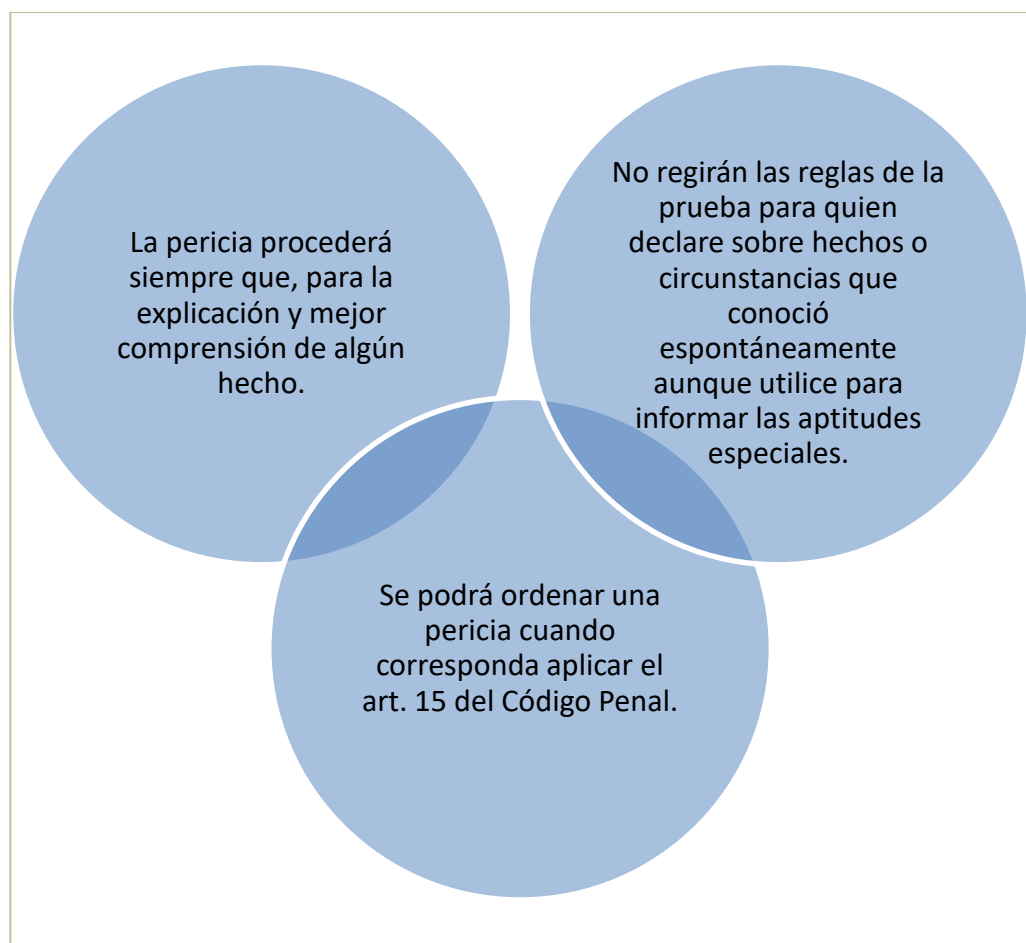 La pericia procederá
siempre que, para la
explicación y mejor
comprensión de algún
hecho.
No regirán las reglas de la
prueba para quien
declare sobre hechos o
circunstancias que
conoció
espontáneamente
aunque utilice para
informar las aptitudes
especiales.
Se podrá ordenar una
pericia cuando
corresponda aplicar el
art. 15 del Código Penal.